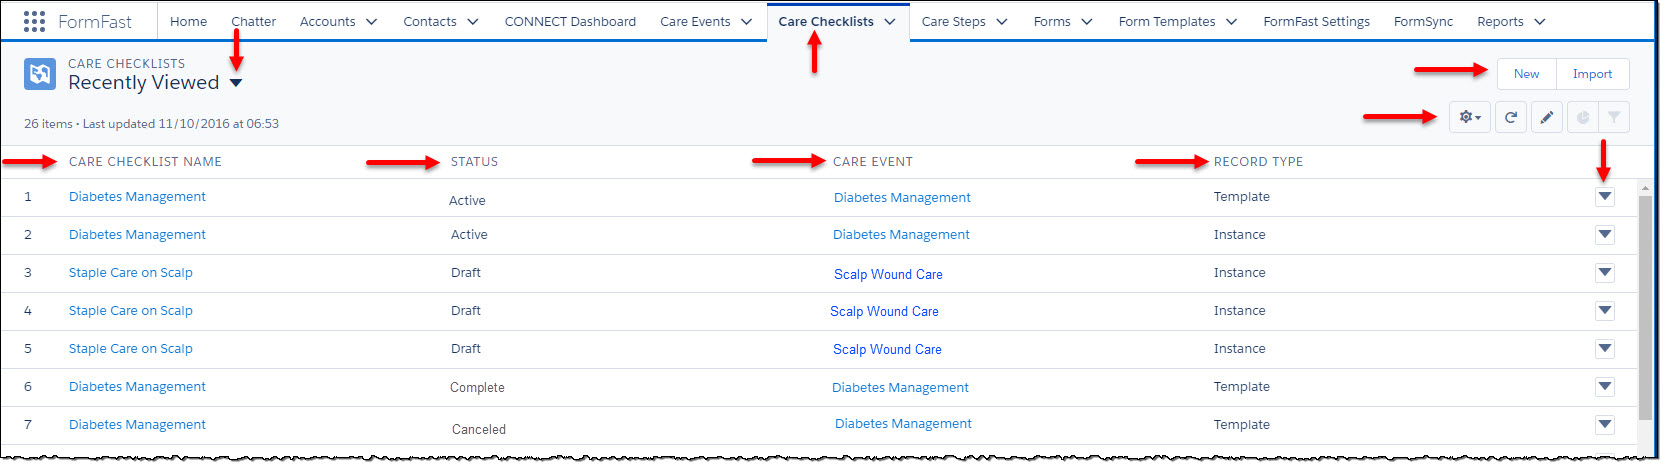 FormFast Home Chatter Accounts Contacts CONNECT Dashboard Care Events Care Checklists Care Steps Forms Form Templates FormFast Settings FormSync Reports
CARE CHECKLISTS
Recently Viewed
New Import
26 items • Last updated 11/10/2016 at 06:53
CARE CHECKLIST NAME STATUS CARE EVENT RECORD TYPE
1 Diabetes Management Active Diabetes Management Template
2 Diabetes Management Active Diabetes Management Instance
3 Staple Care on Scalp Draft Scalp Wound Care Instance
4 Staple Care on Scalp Draft Scalp Wound Care Instance
5 Staple Care on Scalp Draft Scalp Wound Care Instance
6 Diabetes Management Complete Diabetes Management Template
7 Diabetes Management Canceled Diabetes Management Template